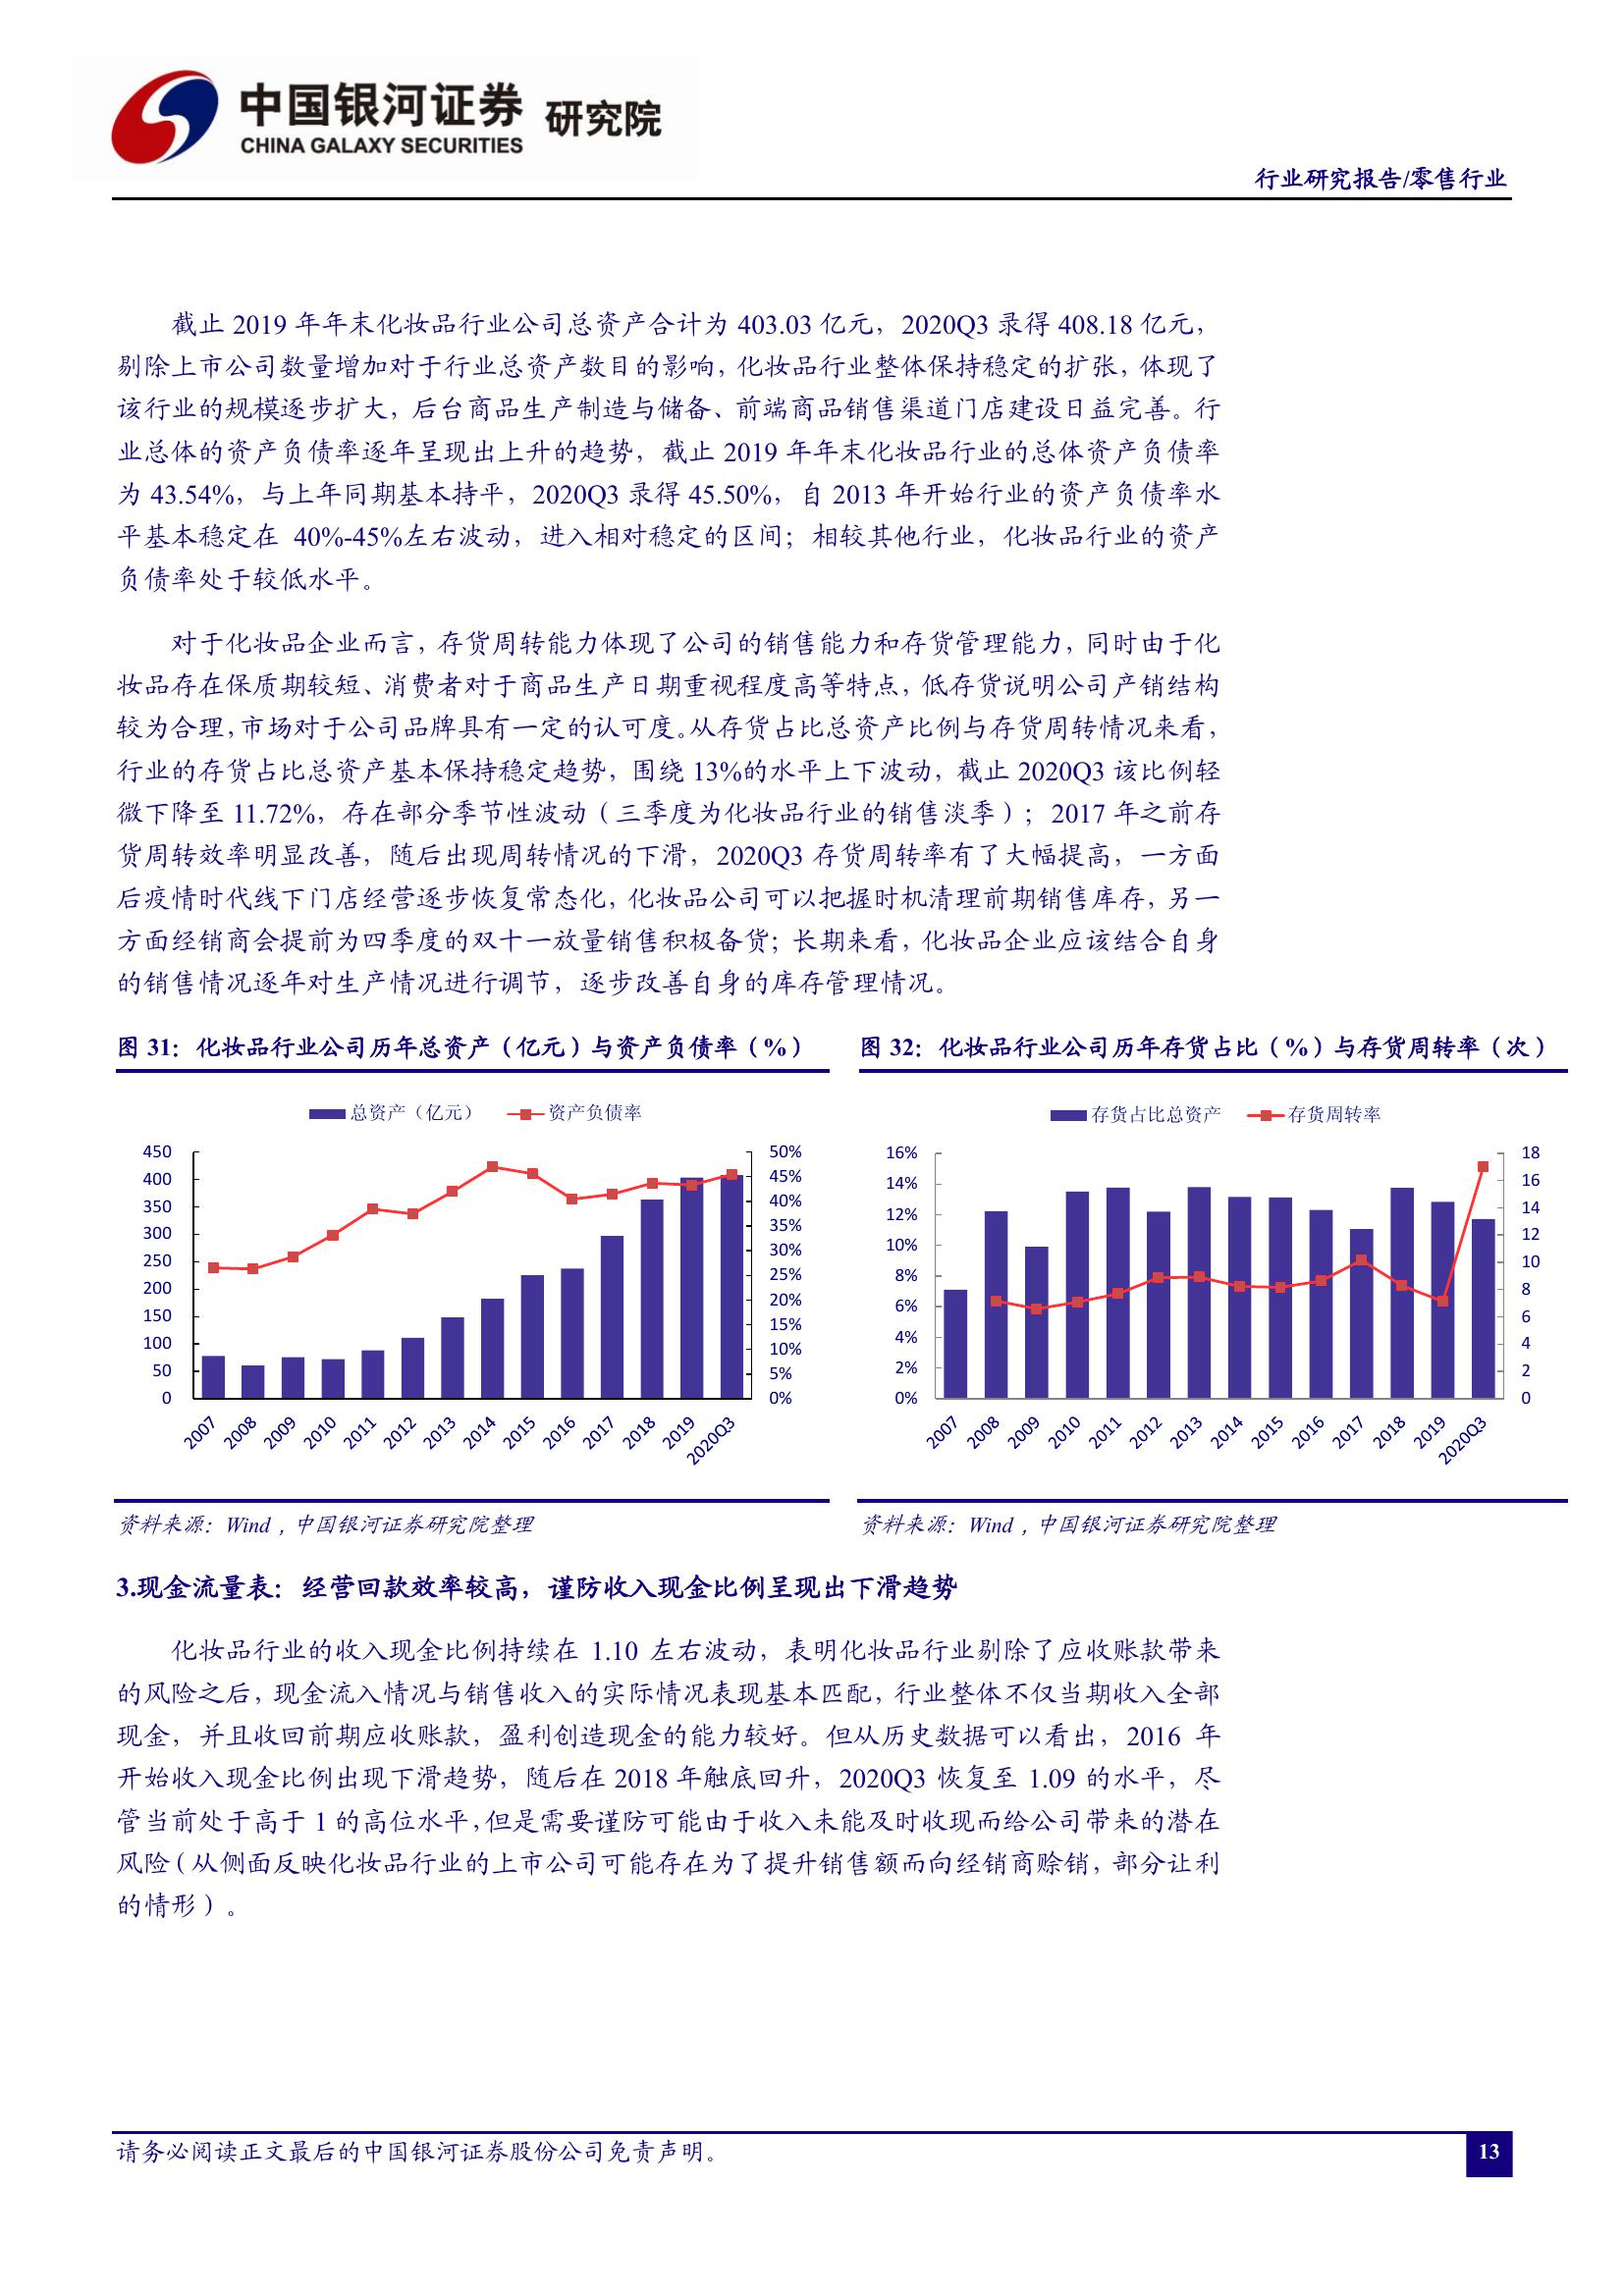 中国银河证券 研究院
CHINA GALAXY SECURITIES
行业研究报告/零售行业
截止 2019 年年末化妆品行业公司总资产合计为 403.03 亿元，2020Q3 录得 408.18 亿元，
剔除上市公司数量增加对于行业总资产数目的影响，化妆品行业整体保持稳定的扩张，体现了
该行业的规模逐步扩大，后台商品生产制造与储备、前端商品销售渠道门店建设日益完善。行
业总体的资产负债率逐年呈现出上升的趋势，截止 2019 年年末化妆品行业的总体资产负债率
为 43.54%，与上年同期基本持平，2020Q3 录得 45.50%，自 2013 年开始行业的资产负债率水
平基本稳定在 40%-45%左右波动，进入相对稳定的区间；相较其他行业，化妆品行业的资产
负债率处于较低水平。
对于化妆品企业而言，存货周转能力体现了公司的销售能力和存货管理能力，同时由于化
妆品存在保质期较短、消费者对于商品生产日期重视程度高等特点，低存货说明公司产销结构
较为合理，市场对于公司品牌具有一定的认可度。从存货占比总资产比例与存货周转情况来看，
行业的存货占比总资产基本保持稳定趋势，围绕 13%的水平上下波动，截止 2020Q3 该比例轻
微下降至 11.72%，存在部分季节性波动（三季度为化妆品行业的销售淡季）；2017 年之前存
货周转效率明显改善，随后出现周转情况的下滑，2020Q3 存货周转率有了大幅提高，一方面
后疫情时代线下门店经营逐步恢复常态化，化妆品公司可以把握时机清理前期销售库存，另一
方面经销商会提前为四季度的双十一放量销售积极备货；长期来看，化妆品企业应该结合自身
的销售情况逐年对生产情况进行调节，逐步改善自身的库存管理情况。
图 31：化妆品行业公司历年总资产（亿元）与资产负债率（%）
总资产（亿元） 资产负债率
450
400
350
300
250
200
150
100
50
0
50%
45%
40%
35%
30%
25%
20%
15%
10%
5%
0%
2007 2008 2009 2010 2011 2012 2013 2014 2015 2016 2017 2018 2019 2020Q3
资料来源：Wind，中国银河证券研究院整理
图 32：化妆品行业公司历年存货占比（%）与存货周转率（次）
存货占比总资产 存货周转率
16%
14%
12%
10%
8%
6%
4%
2%
0%
18
16
14
12
10
8
6
4
2
0
2007 2008 2009 2010 2011 2012 2013 2014 2015 2016 2017 2018 2019 2020Q3
资料来源：Wind，中国银河证券研究院整理
3.现金流量表：经营回款效率较高，谨防收入现金比例呈现出下滑趋势
化妆品行业的收入现金比例持续在 1.10 左右波动，表明化妆品行业剔除了应收账款带来
的风险之后，现金流入情况与销售收入的实际情况表现基本匹配，行业整体不仅当期收入全部
现金，并且收回前期应收账款，盈利创造现金的能力较好。但从历史数据可以看出，2016 年
开始收入现金比例出现下滑趋势，随后在 2018 年触底回升，2020Q3 恢复至 1.09 的水平，尽
管当前处于高于 1 的高位水平，但是需要谨防可能由于收入未能及时收现而给公司带来的潜在
风险（从侧面反映化妆品行业的上市公司可能存在为了提升销售额而向经销商赊销，部分让利
的情形）。
请务必阅读正文最后的中国银河证券股份公司免责声明。
13